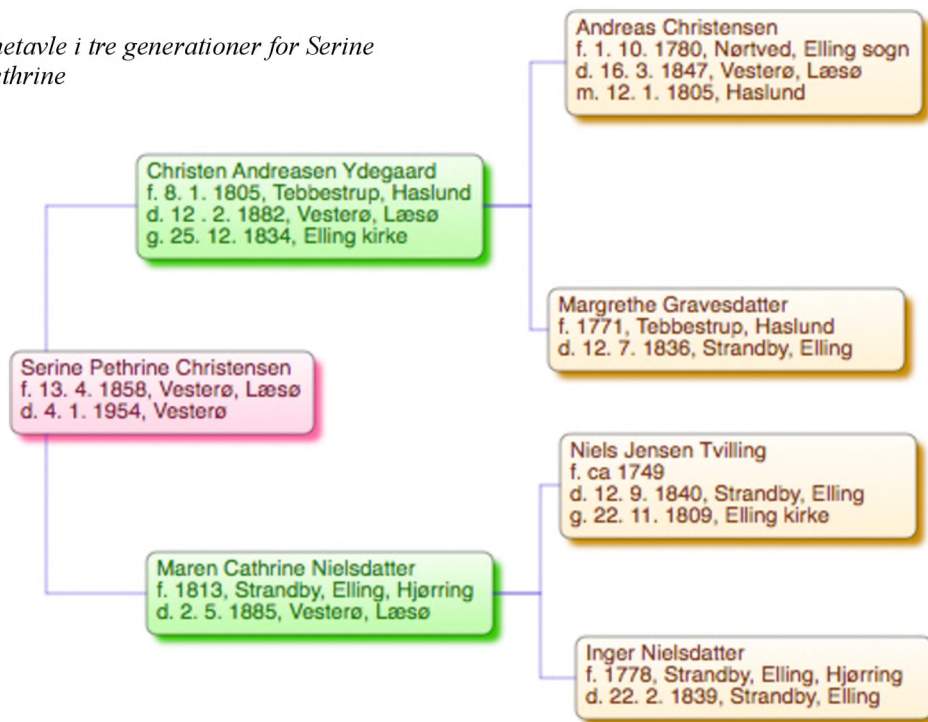 i tre generationer for Serine
Andreas Christensen
f. 1. 10. 1780, Nørtved, Elling sogn
d. 16. 3. 1847, Vesterø, Læsø
m. 12. 1. 1805, Haslund
Christen Andreasen Ydegaard
f. 8. 1. 1805, Tebbestrup, Haslund
d. 12 . 2. 1882, Vesterø, Læsø
g. 25. 12. 1834, Elling kirke
Margrethe Gravesdatter
f. 1771, Tebbestrup, Haslund
d. 12. 7. 1836, Strandby, Elling
Serine Pethrine Christensen
f. 13. 4. 1858, Vesterø, Læsø
d. 4. 1. 1954, Vesterø
Niels Jensen Tvilling
f. ca 1749
d. 12. 9. 1840, Strandby, Elling
g. 22. 11. 1809, Elling kirke
Maren Cathrine Nielsdatter
f. 1813, Strandby, Elling, Hjørring
d. 2. 5. 1885, Vesterø, Læsø
Inger Nielsdatter
f. 1778, Strandby, Elling, Hjørring
d. 22. 2. 1839, Strandby, Elling